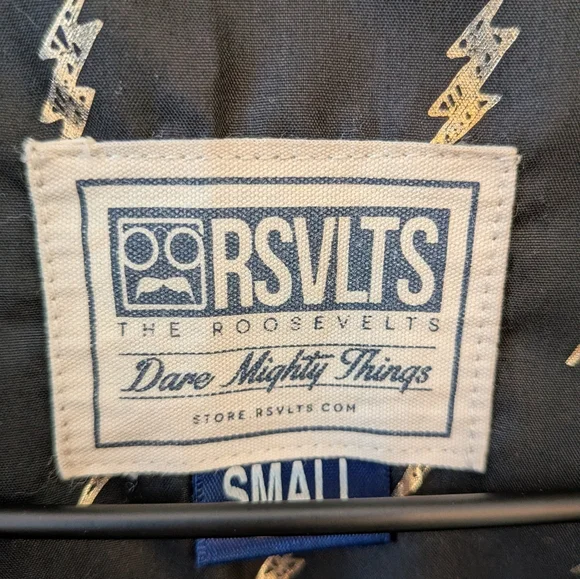 RSVLTS
THE ROOSEVELTS
Dare Mighty Things
STORE.RSVLTS.COM
SMALL